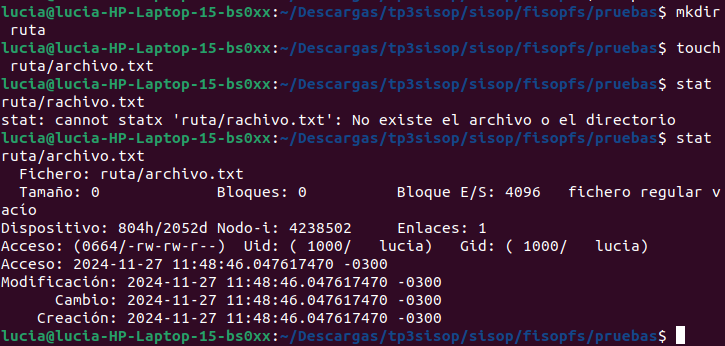 lucia@lucia-HP-Laptop-15-bs0xx:~/Descargas/tp3sisop/sisop/fisopfs/pruebas$ mkdir
 ruta
lucia@lucia-HP-Laptop-15-bs0xx:~/Descargas/tp3sisop/sisop/fisopfs/pruebas$ touch
 ruta/archivo.txt
lucia@lucia-HP-Laptop-15-bs0xx:~/Descargas/tp3sisop/sisop/fisopfs/pruebas$ stat
ruta/rachivo.txt
stat: cannot statx 'ruta/rachivo.txt': No existe el archivo o el directorio
lucia@lucia-HP-Laptop-15-bs0xx:~/Descargas/tp3sisop/sisop/fisopfs/pruebas$ stat
ruta/archivo.txt
  Fichero: ruta/archivo.txt
  Tamaño: 0             Bloques: 0          Bloque E/S: 4096   fichero regular v
acío
Dispositivo: 804h/2052d Nodo-i: 4238502     Enlaces: 1
Acceso: (0664/-rw-rw-r--)  Uid: ( 1000/   lucia)   Gid: ( 1000/   lucia)
Acceso: 2024-11-27 11:48:46.047617470 -0300
Modificación: 2024-11-27 11:48:46.047617470 -0300
      Cambio: 2024-11-27 11:48:46.047617470 -0300
    Creación: 2024-11-27 11:48:46.047617470 -0300
lucia@lucia-HP-Laptop-15-bs0xx:~/Descargas/tp3sisop/sisop/fisopfs/pruebas$